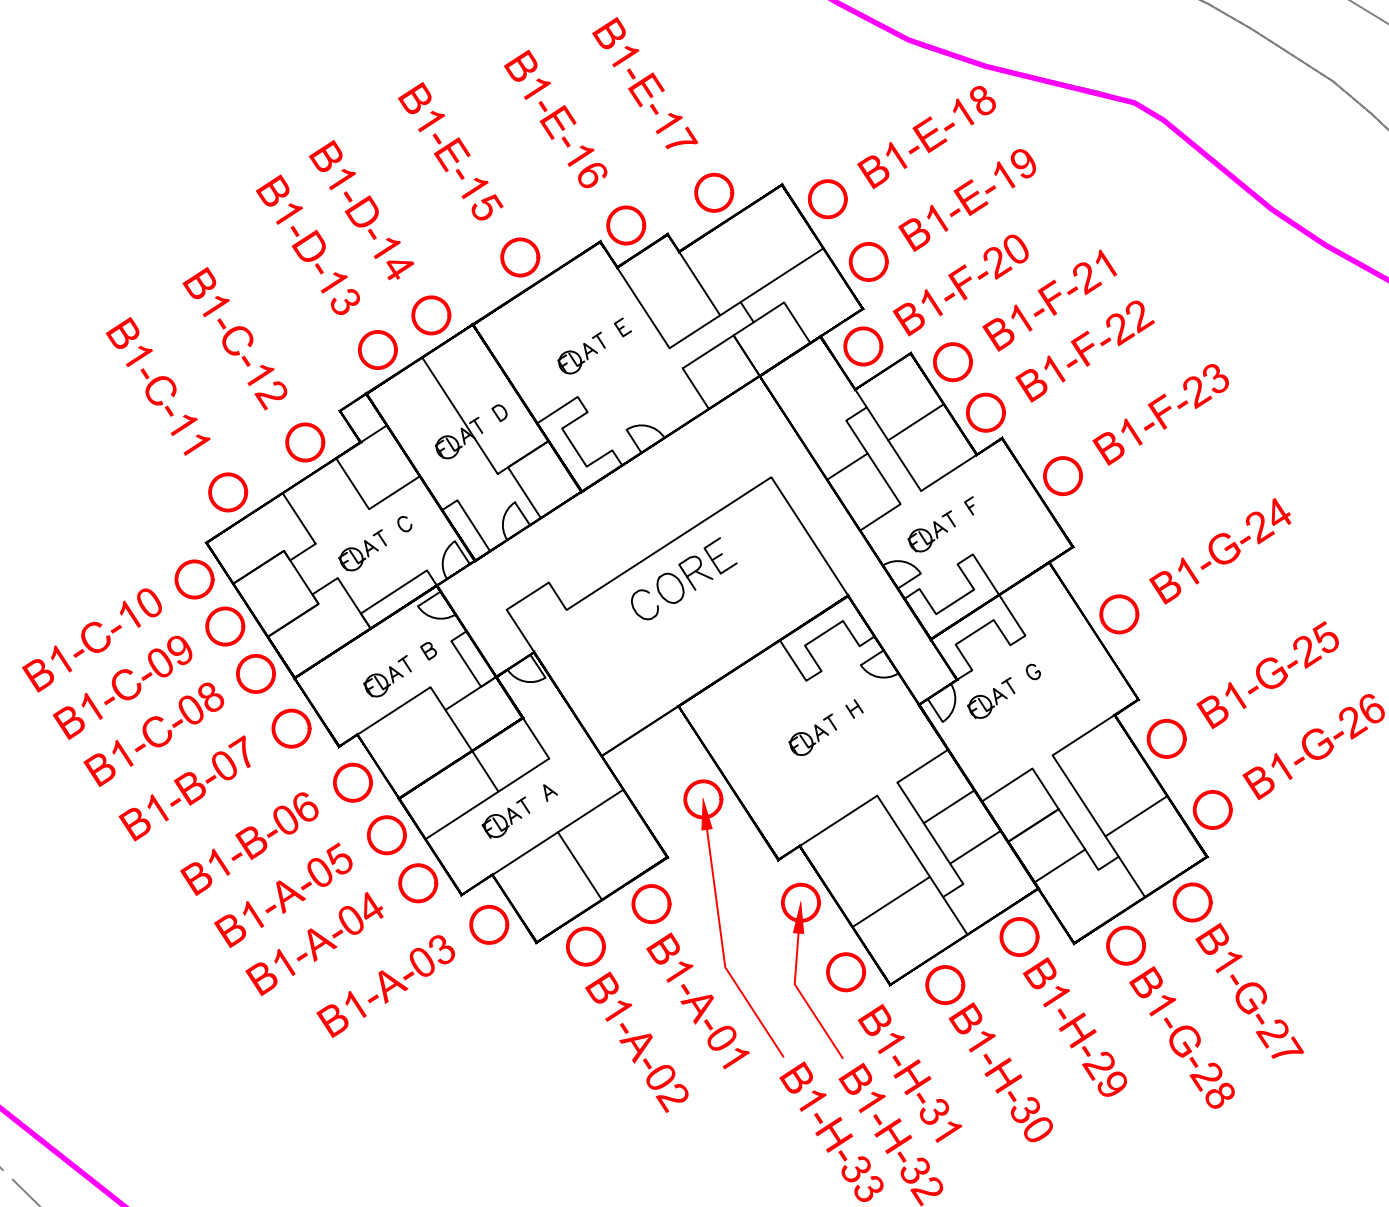 B1-E-17
B1-E-16
B1-E-15
B1-D-14
B1-D-13
B1-C-12
B1-C-11
B1-E-18
B1-E-19
B1-F-20
B1-F-21
B1-F-22
B1-F-23
B1-G-24
B1-G-25
B1-G-26
B1-G-27
B1-G-28
B1-H-29
B1-H-30
B1-H-31
B1-H-32
B1-H-33
B1-A-01
B1-A-02
B1-A-03
B1-A-04
B1-A-05
B1-B-06
B1-B-07
B1-C-08
B1-C-09
B1-C-10
FLAT E
FLAT D
FLAT C
FLAT B
FLAT A
FLAT F
FLAT G
FLAT H
CORE